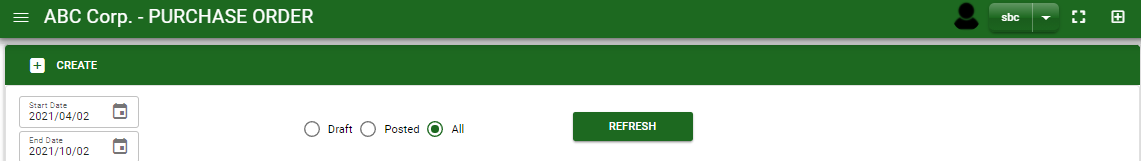 ABC Corp. - PURCHASE ORDER
sbc
CREATE
Start Date
2021/04/02
Draft Posted All
REFRESH
End Date
2021/10/02